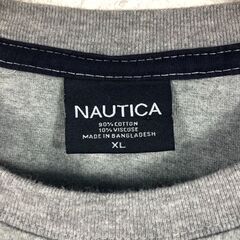 NAUTICA
90% COTTON
10% VISCOSE
MADE IN BANGLADESH
XL